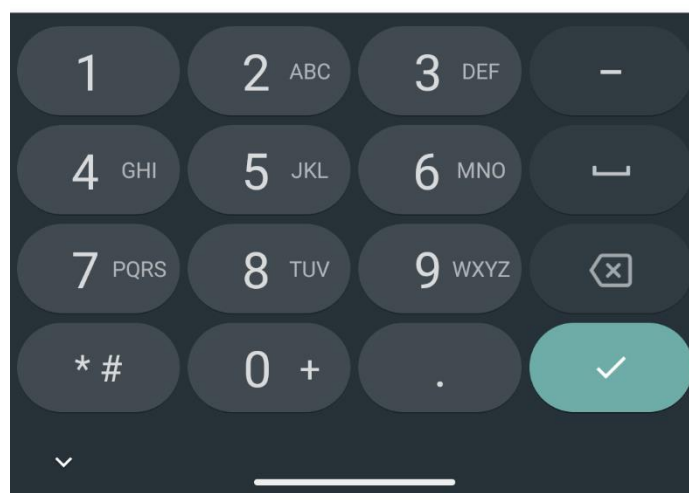 1 2 ABC 3 DEF -
4 GHI 5 JKL 6 MNO
7 PQRS 8 TUV 9 WXYZ
* # 0 + .